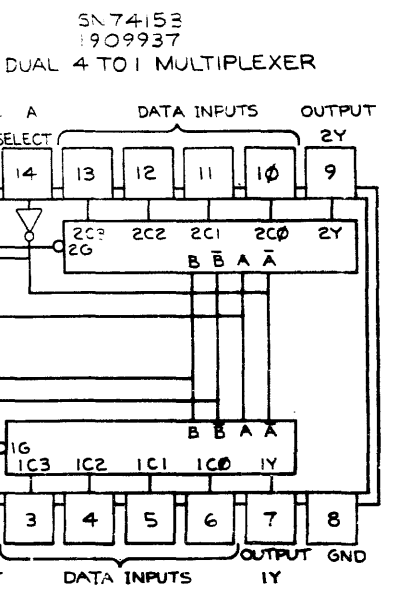 SN74153
1909937
DUAL 4 TO 1 MULTIPLEXER
A DATA INPUTS OUTPUT
SELECT 2Y
14 13 12 11 1Ø 9
2C3 2C2 2C1 2CØ 2Y
2G
B B̅ A A̅
B B̅ A A̅
1G
1C3 1C2 1C1 1CØ 1Y
3 4 5 6 7 8
DATA INPUTS OUTPUT GND
1Y